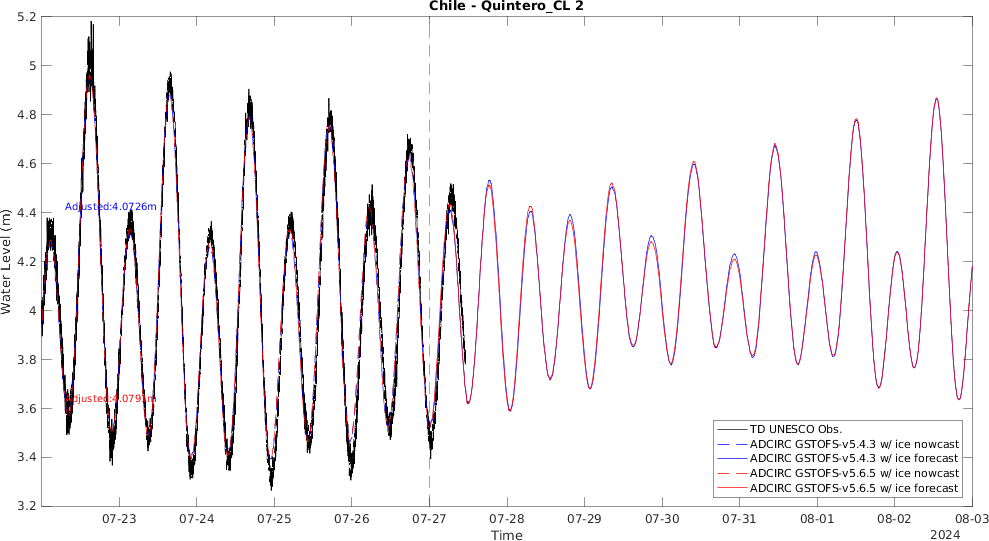 Chile - Quintero_CL 2
5.2
5
4.8
4.6
4.4
4.2
4
3.8
3.6
3.4
3.2
Water Level (m)
Adjusted:4.0726m
Adjusted:4.0791m
TD UNESCO Obs.
ADCIRC GSTOFS-v5.4.3 w/ ice nowcast
ADCIRC GSTOFS-v5.4.3 w/ ice forecast
ADCIRC GSTOFS-v5.6.5 w/ ice nowcast
ADCIRC GSTOFS-v5.6.5 w/ ice forecast
07-23 07-24 07-25 07-26 07-27 07-28 07-29 07-30 07-31 08-01 08-02 08-03
Time
2024